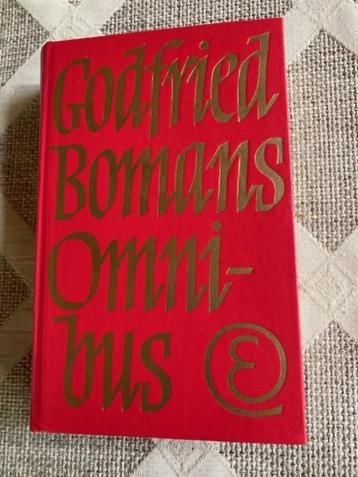 Godfried
Bomans
Omni-
bus E